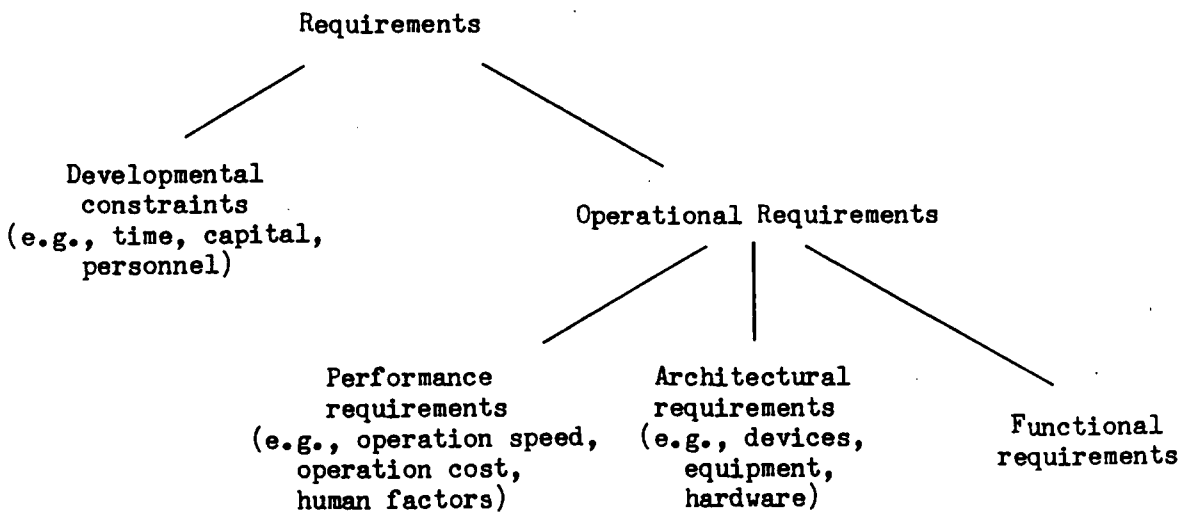 Requirements
Developmental
constraints
(e.g., time, capital,
personnel)
Operational Requirements
Performance
requirements
(e.g., operation speed,
operation cost,
human factors)
Architectural
requirements
(e.g., devices,
equipment,
hardware)
Functional
requirements